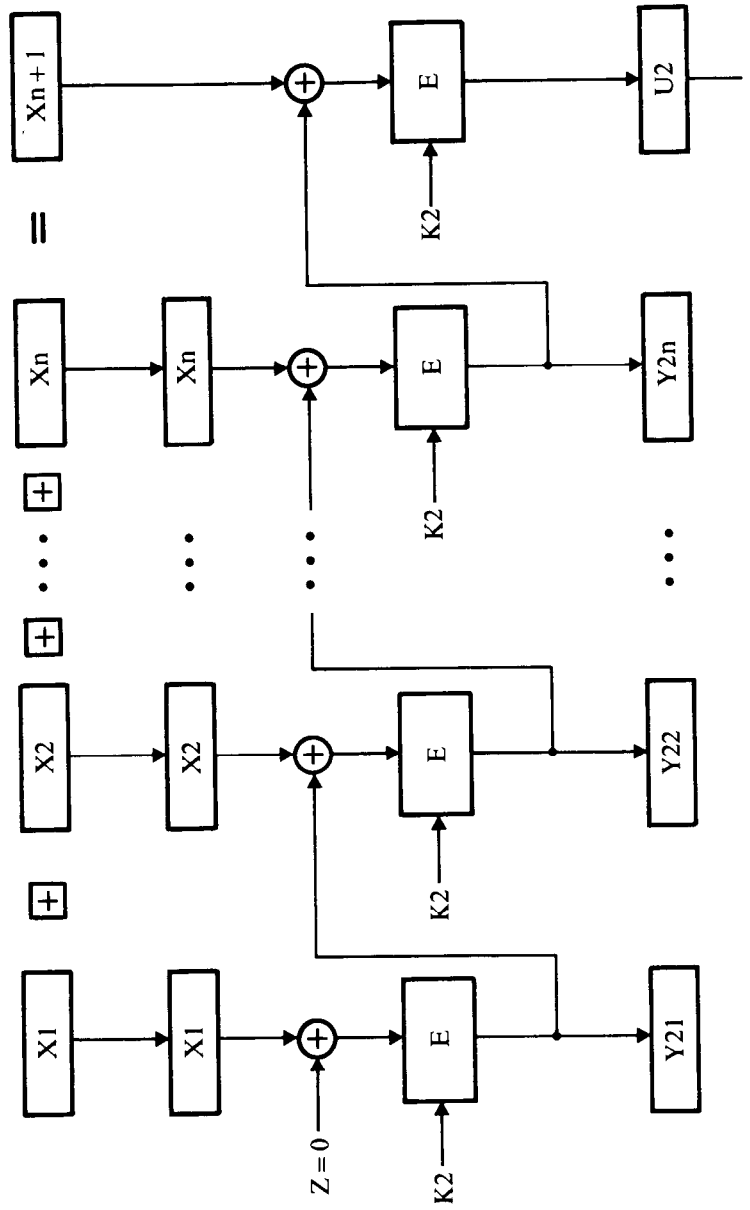 X1 + X2 + ... + Xn = Xn + 1
X1 X2 ... Xn
Z = 0 + + ... + +
K2 E K2 E K2 E K2 E
Y21 Y22 ... Y2n U2